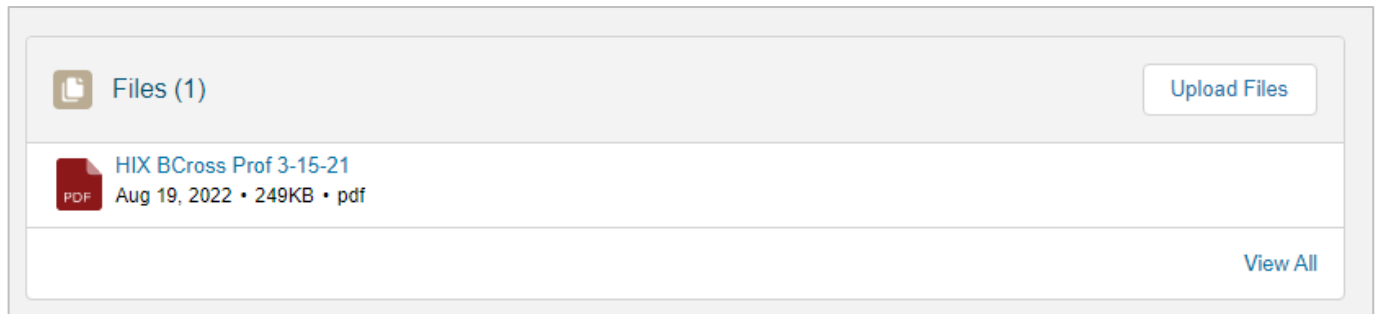 Files (1)
Upload Files
HIX BCross Prof 3-15-21
PDF
Aug 19, 2022 • 249KB • pdf
View All